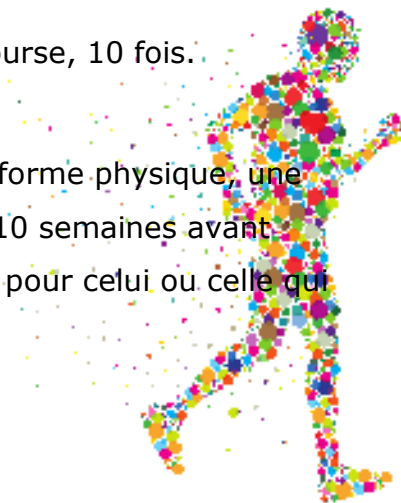 ourse, 10 fois.
forme physique, une
10 semaines avant
pour celui ou celle qui